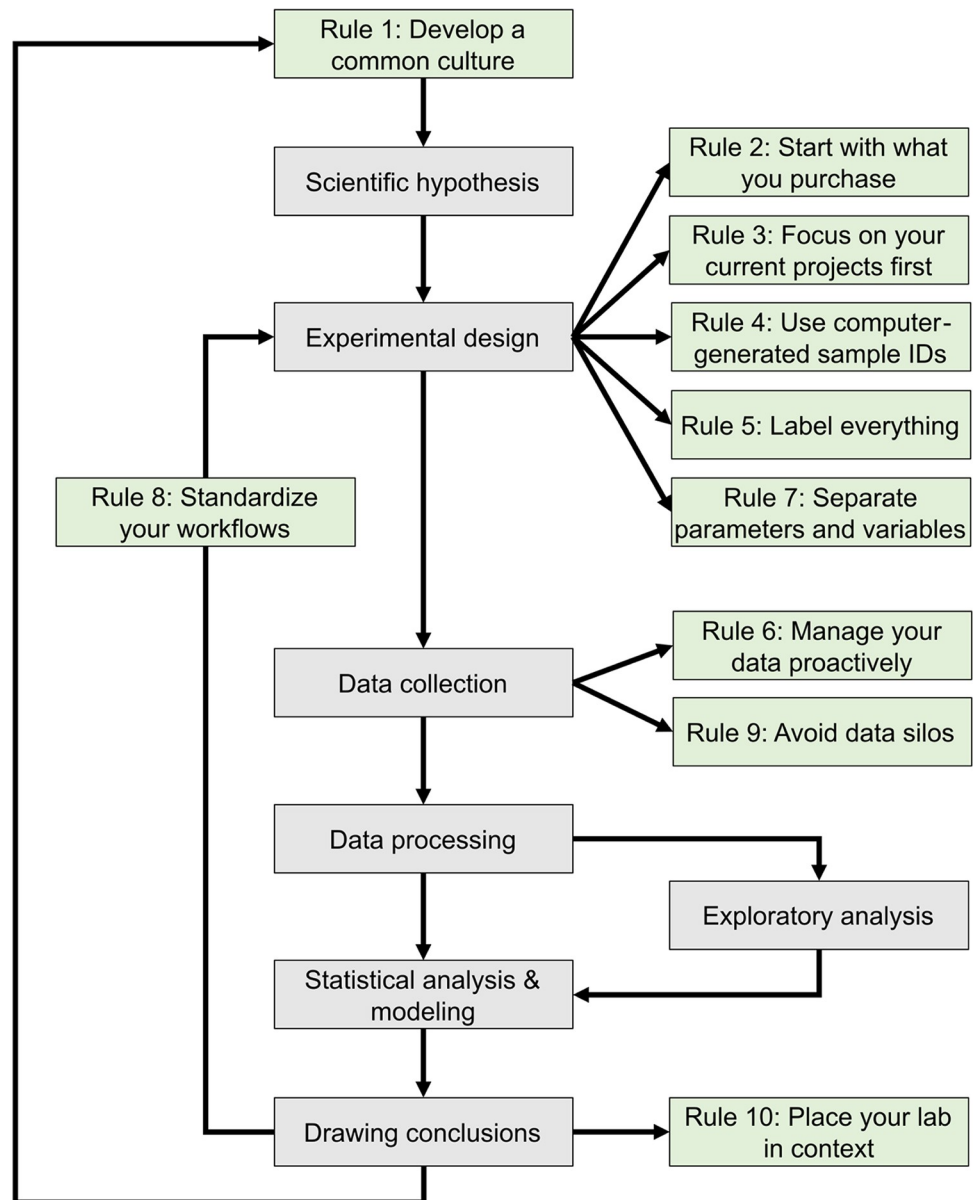 Rule 1: Develop a
common culture
Scientific hypothesis
Rule 2: Start with what
you purchase
Rule 3: Focus on your
current projects first
Experimental design
Rule 4: Use computer-
generated sample IDs
Rule 5: Label everything
Rule 8: Standardize
your workflows
Rule 7: Separate
parameters and variables
Rule 6: Manage your
data proactively
Data collection
Rule 9: Avoid data silos
Data processing
Exploratory analysis
Statistical analysis &
modeling
Drawing conclusions
Rule 10: Place your lab
in context